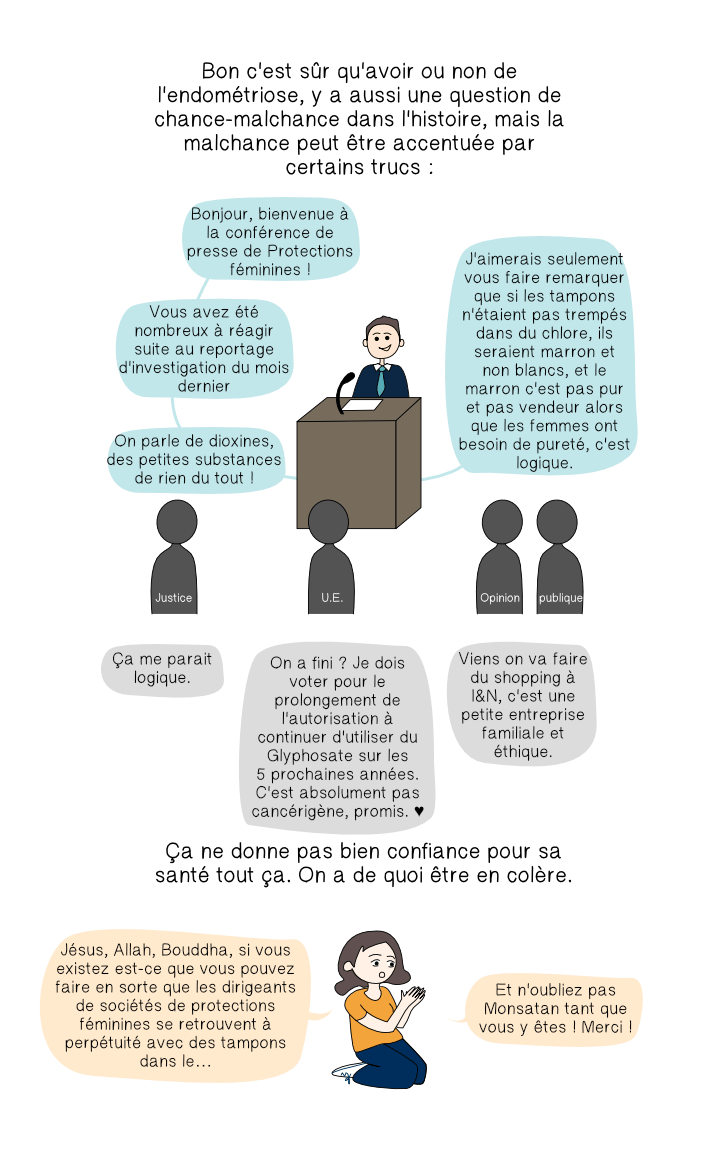 Bon c'est sûr qu'avoir ou non de
l'endométriose, y a aussi une question de
chance-malchance dans l'histoire, mais la
malchance peut être accentuée par
certains trucs :
Bonjour, bienvenue à
la conférence de
presse de Protections
féminines !
Vous avez été
nombreux à réagir
suite au reportage
d'investigation du mois
dernier
On parle de dioxines,
des petites substances
de rien du tout !
J'aimerais seulement
vous faire remarquer
que si les tampons
n'étaient pas trempés
dans du chlore, ils
seraient marron et
non blancs, et le
marron c'est pas pur
et pas vendeur alors
que les femmes ont
besoin de pureté, c'est
logique.
Justice
U.E.
Opinion
publique
Ça me parait
logique.
On a fini ? Je dois
voter pour le
prolongement de
l'autorisation à
continuer d'utiliser du
Glyphosate sur les
5 prochaines années.
C'est absolument pas
cancérigène, promis. ♥
Viens on va faire
du shopping à
I&N, c'est une
petite entreprise
familiale et
éthique.
Ça ne donne pas bien confiance pour sa
santé tout ça. On a de quoi être en colère.
Jésus, Allah, Bouddha, si vous
existez est-ce que vous pouvez
faire en sorte que les dirigeants
de sociétés de protections
féminines se retrouvent à
perpétuité avec des tampons
dans le...
Et n'oubliez pas
Monsatan tant que
vous y êtes ! Merci !